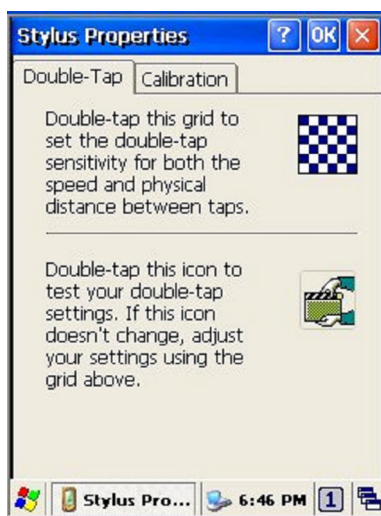 Stylus Properties ? OK ×
Double-Tap Calibration
Double-tap this grid to
set the double-tap
sensitivity for both the
speed and physical
distance between taps.
Double-tap this icon to
test your double-tap
settings. If this icon
doesn't change, adjust
your settings using the
grid above.
Stylus Pro... 6:46 PM 1